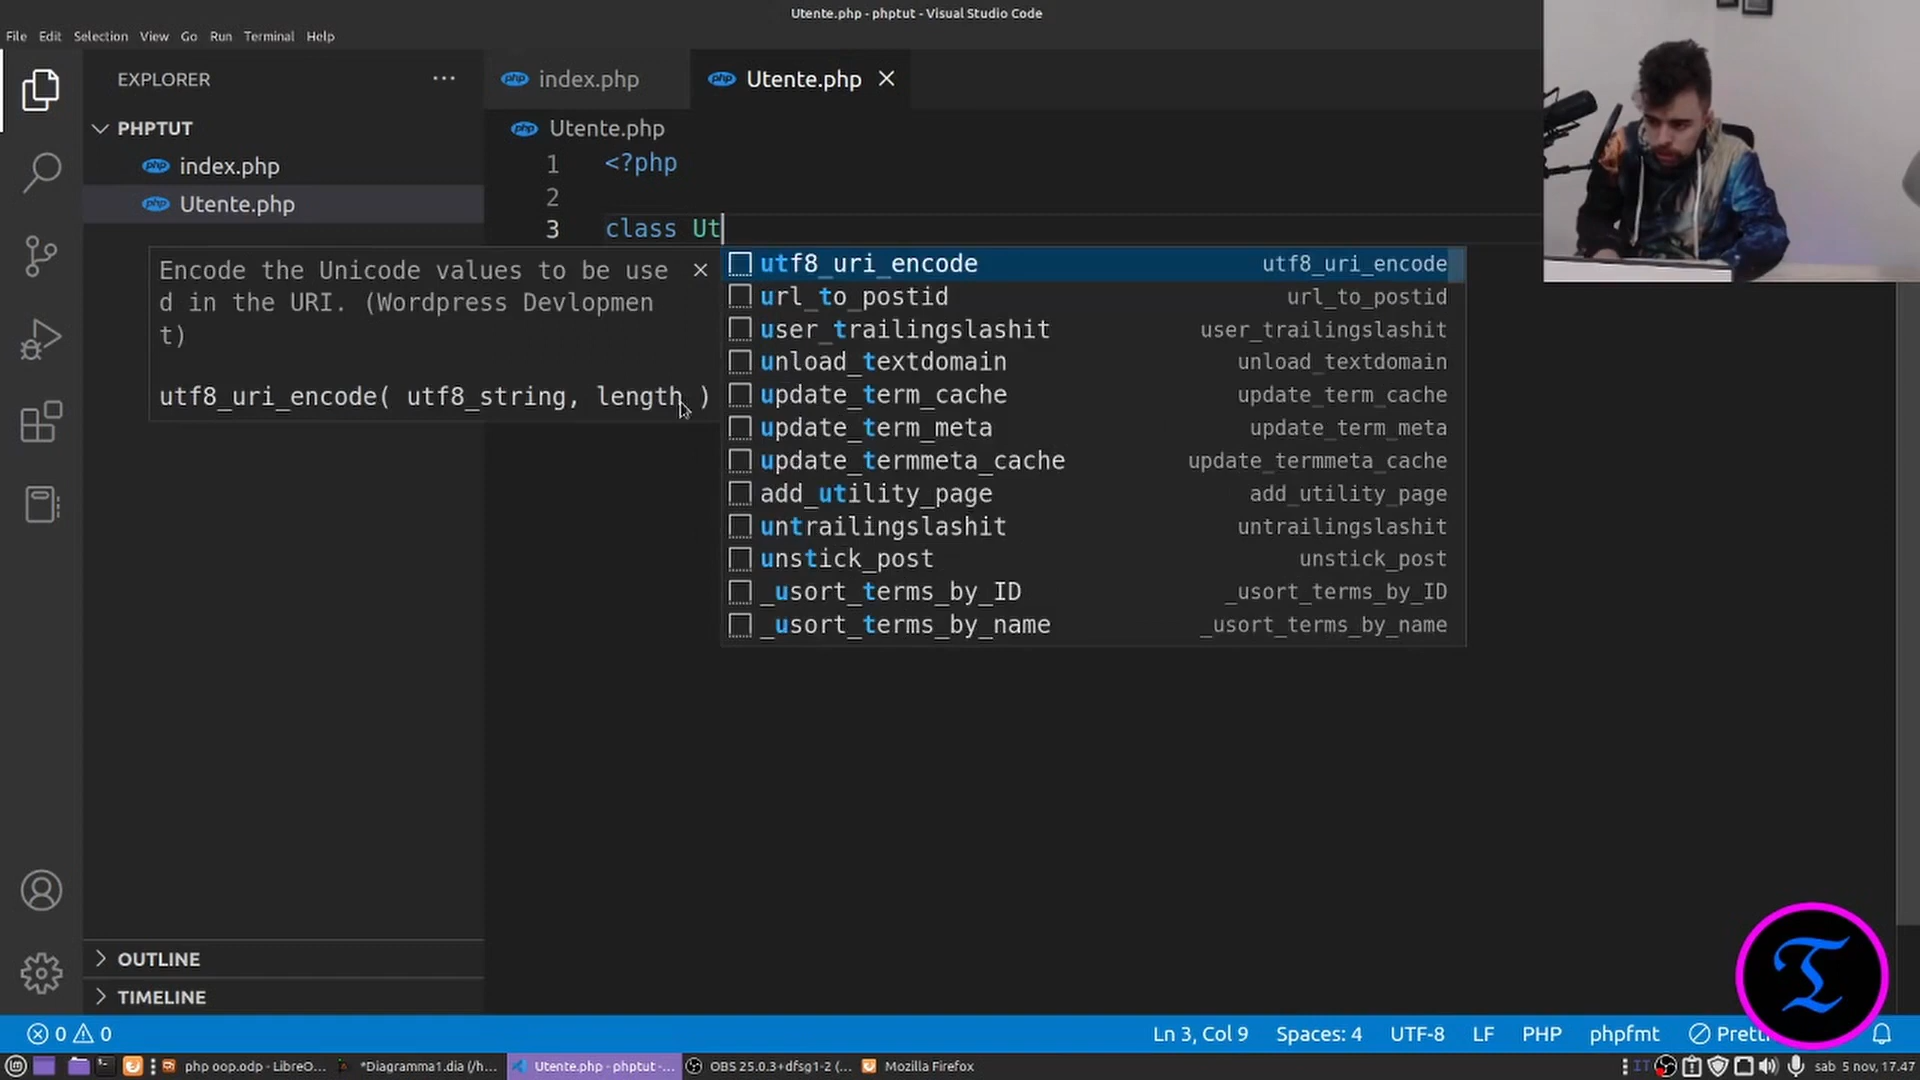 Utente.php - phptut - Visual Studio Code
File Edit Selection View Go Run Terminal Help
EXPLORER
index.php
Utente.php
PHPTUT
index.php
Utente.php
Utente.php
1 <?php
2
3 class Ut
Encode the Unicode values to be use
d in the URI. (Wordpress Devlopmen
t)
utf8_uri_encode( utf8_string, length )
utf8_uri_encode utf8_uri_encode
url_to_postid url_to_postid
user_trailingslashit user_trailingslashit
unload_textdomain unload_textdomain
update_term_cache update_term_cache
update_term_meta update_term_meta
update_termmeta_cache update_termmeta_cache
add_utility_page add_utility_page
untrailingslashit untrailingslashit
unstick_post unstick_post
_usort_terms_by_ID _usort_terms_by_ID
_usort_terms_by_name _usort_terms_by_name
OUTLINE
TIMELINE
0 0 Ln 3, Col 9 Spaces: 4 UTF-8 LF PHP phpfmt
php oop.odp - LibreO... *Diagramma1.dia (/h... Utente.php - phptut -... OBS 25.0.3+dfsg1-2 (... Mozilla Firefox IT sab 5 nov, 17.47